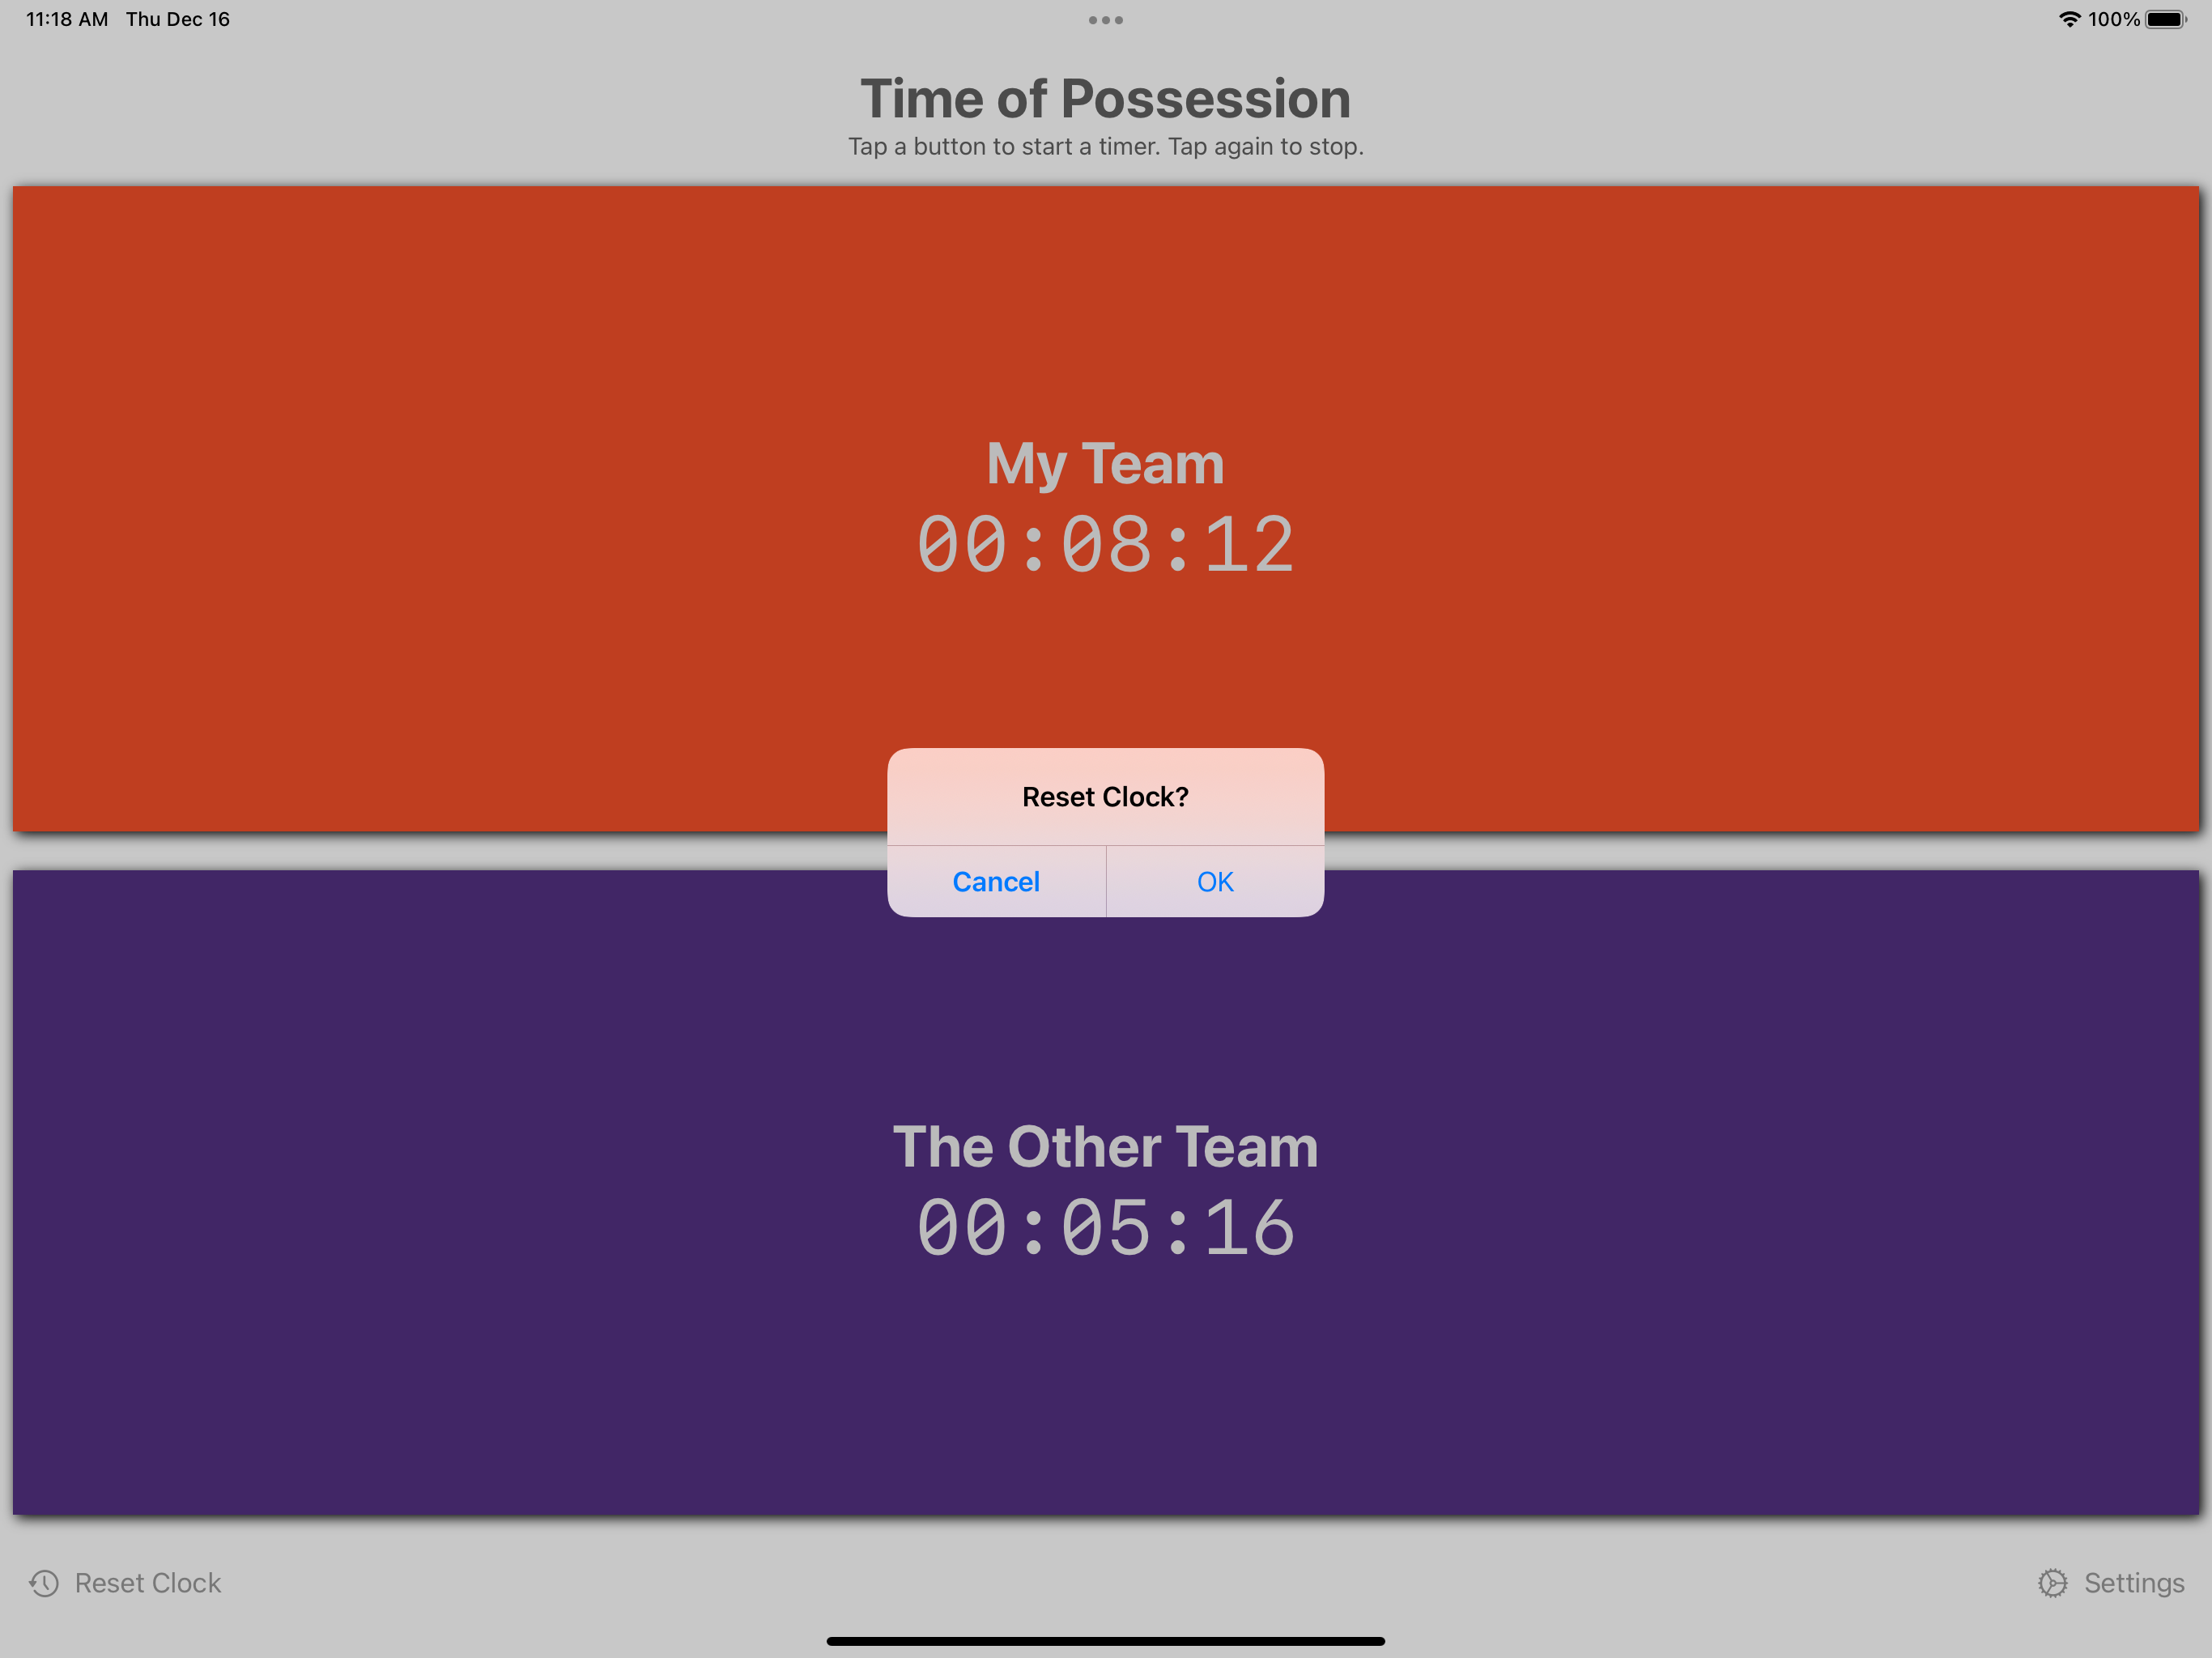 11:18 AM Thu Dec 16
100%
Time of Possession
Tap a button to start a timer. Tap again to stop.
My Team
00:08:12
Reset Clock?
Cancel OK
The Other Team
00:05:16
Reset Clock
Settings